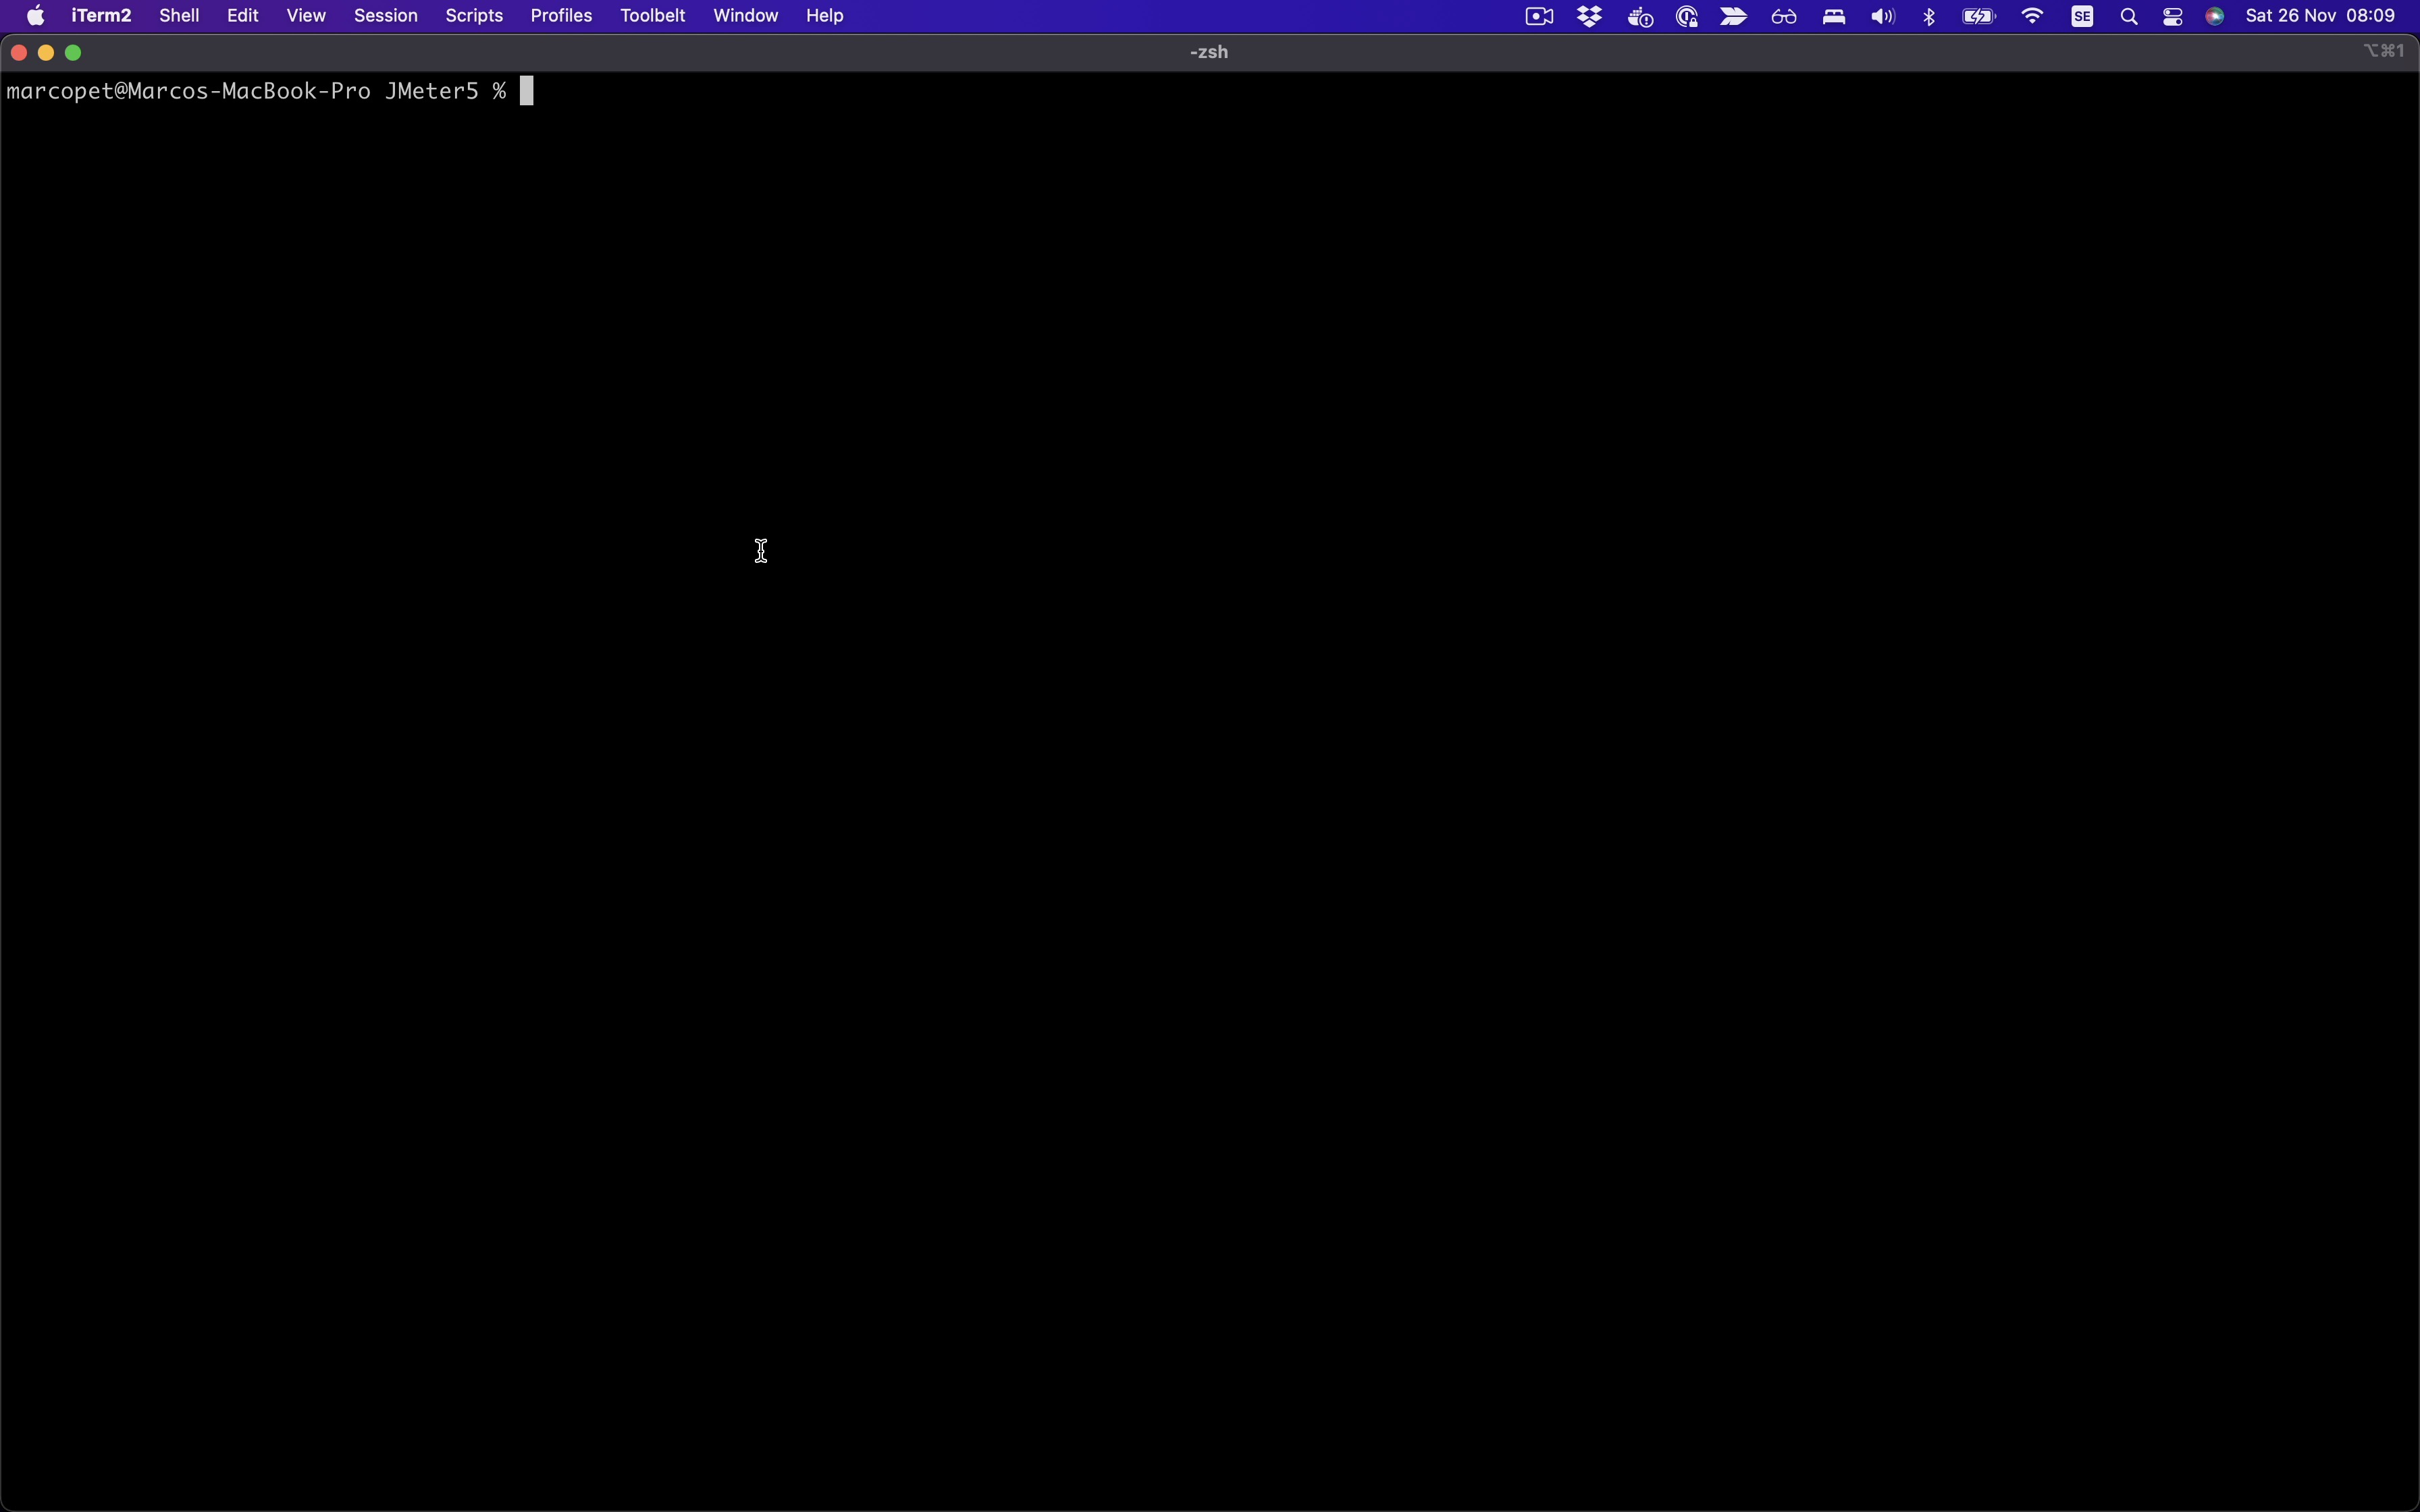 iTerm2 Shell Edit View Session Scripts Profiles Toolbelt Window Help SE Sat 26 Nov 08:09
-zsh ⌥⌘1
marcopet@Marcos-MacBook-Pro JMeter5 %